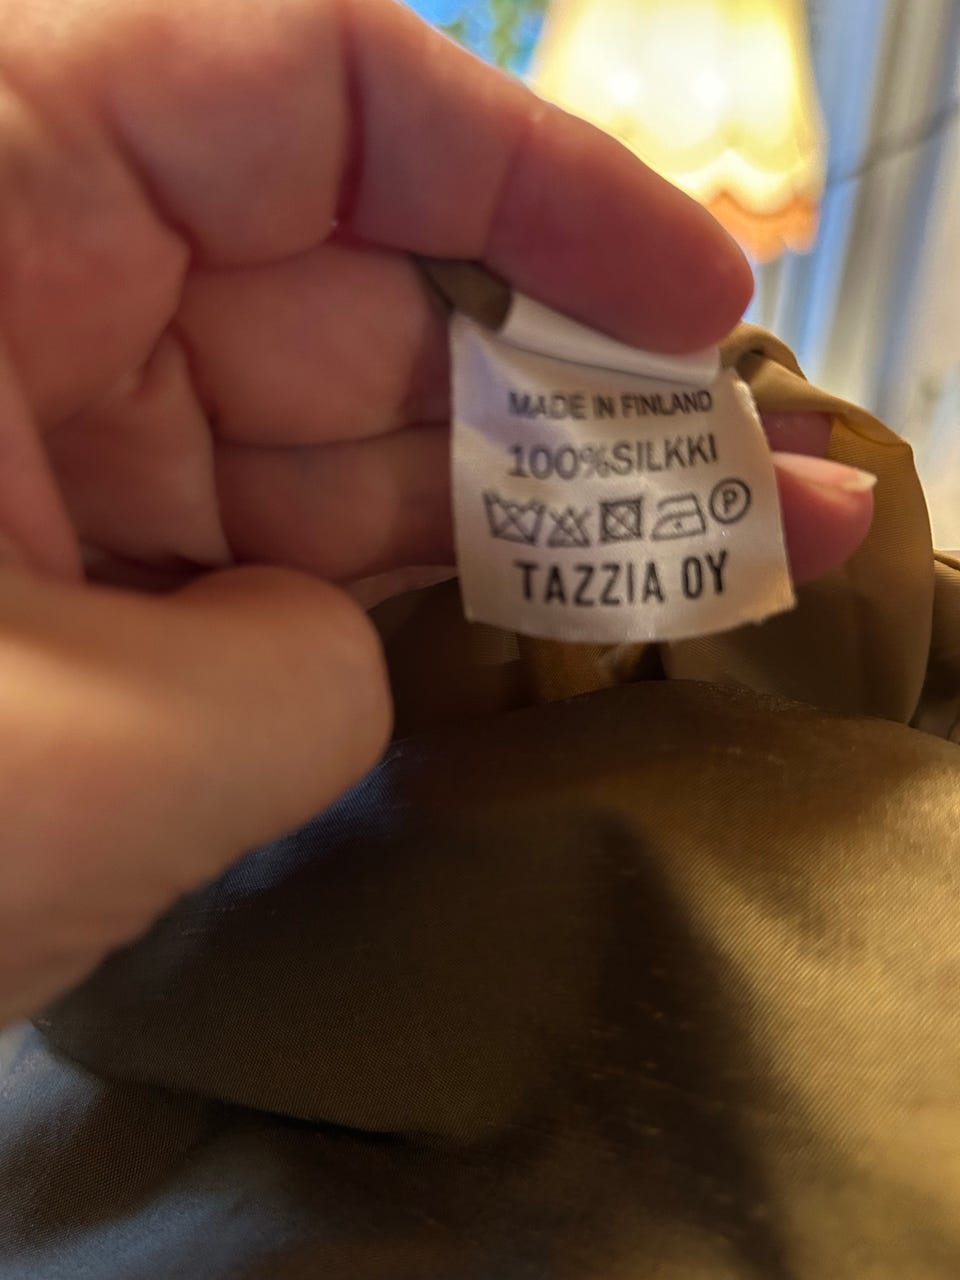 MADE IN FINLAND
100%SILKKI
P
TAZZIA OY